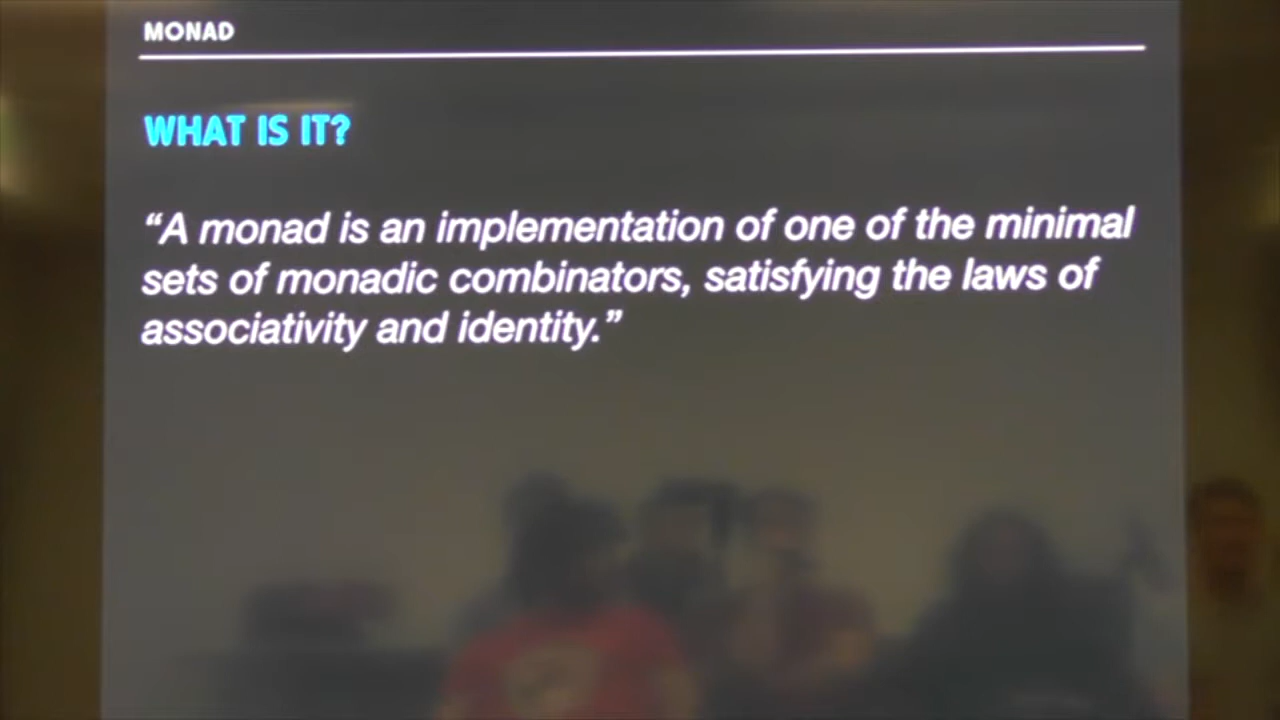 MONAD
WHAT IS IT?
“A monad is an implementation of one of the minimal
sets of monadic combinators, satisfying the laws of
associativity and identity.”